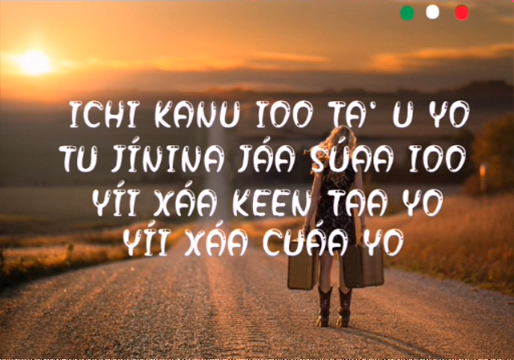 ICHI KANU IOO TA' U YO
TU JÍNINA JÁA SÚAA IOO
YÍI XÁA KEEN TAA YO
YÍI XÁA CUÁA YO